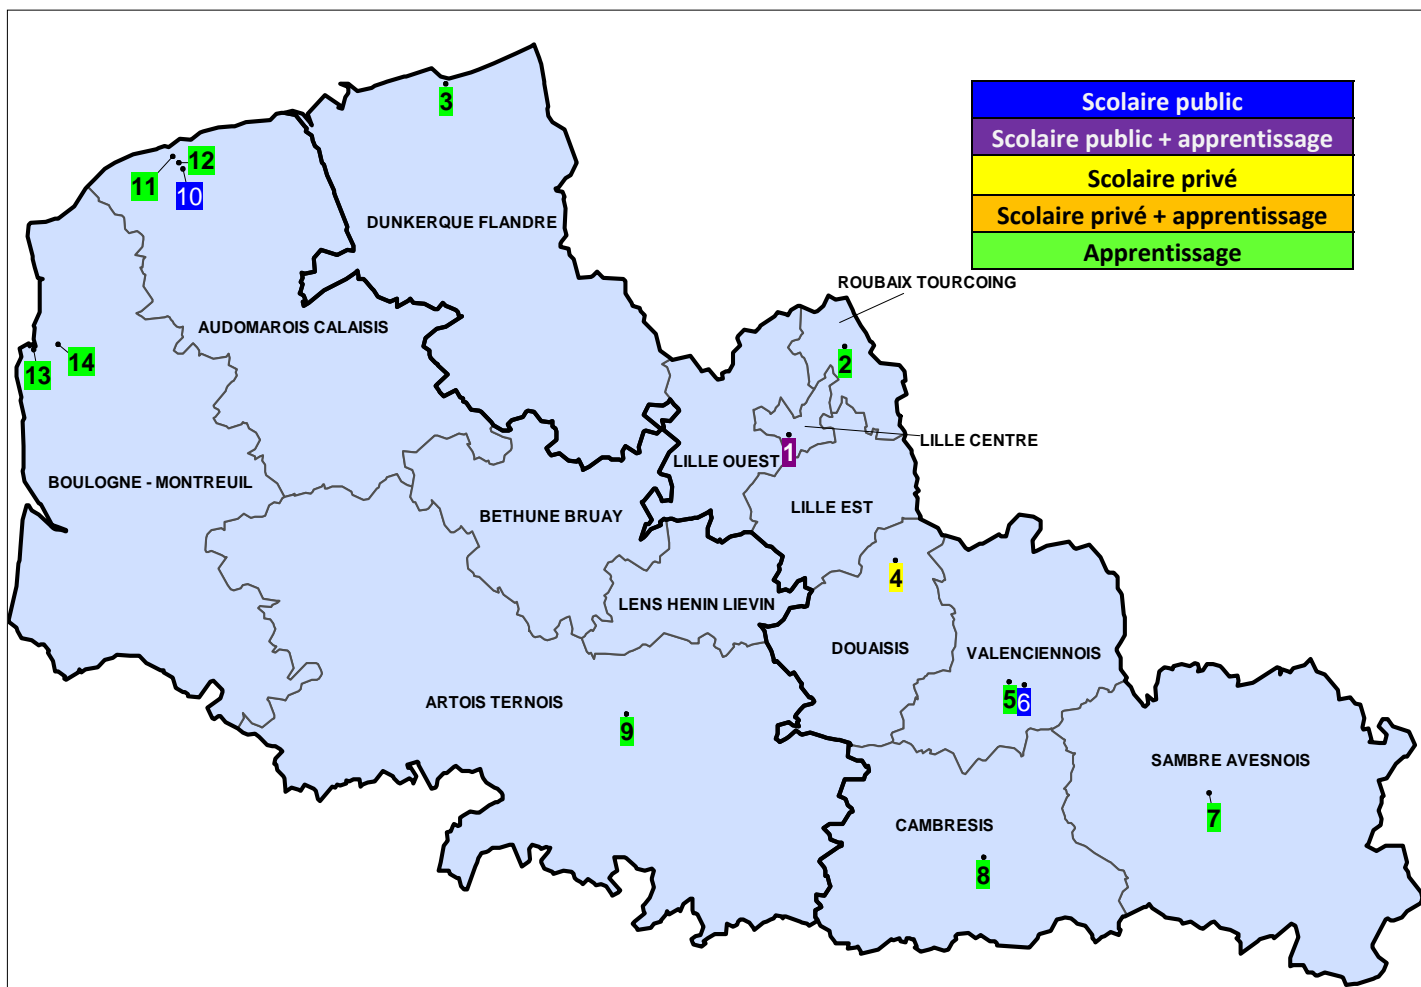 3
Scolaire public
Scolaire public + apprentissage
Scolaire privé
Scolaire privé + apprentissage
Apprentissage
12
11
10
DUNKERQUE FLANDRE
ROUBAIX TOURCOING
AUDOMAROIS CALAISIS
14
13
2
LILLE CENTRE
1
LILLE OUEST
BOULOGNE - MONTREUIL
BETHUNE BRUAY
LILLE EST
4
LENS HENIN LIEVIN
DOUAISIS
VALENCIENNOIS
5
6
ARTOIS TERNOIS
9
SAMBRE AVESNOIS
7
CAMBRESIS
8